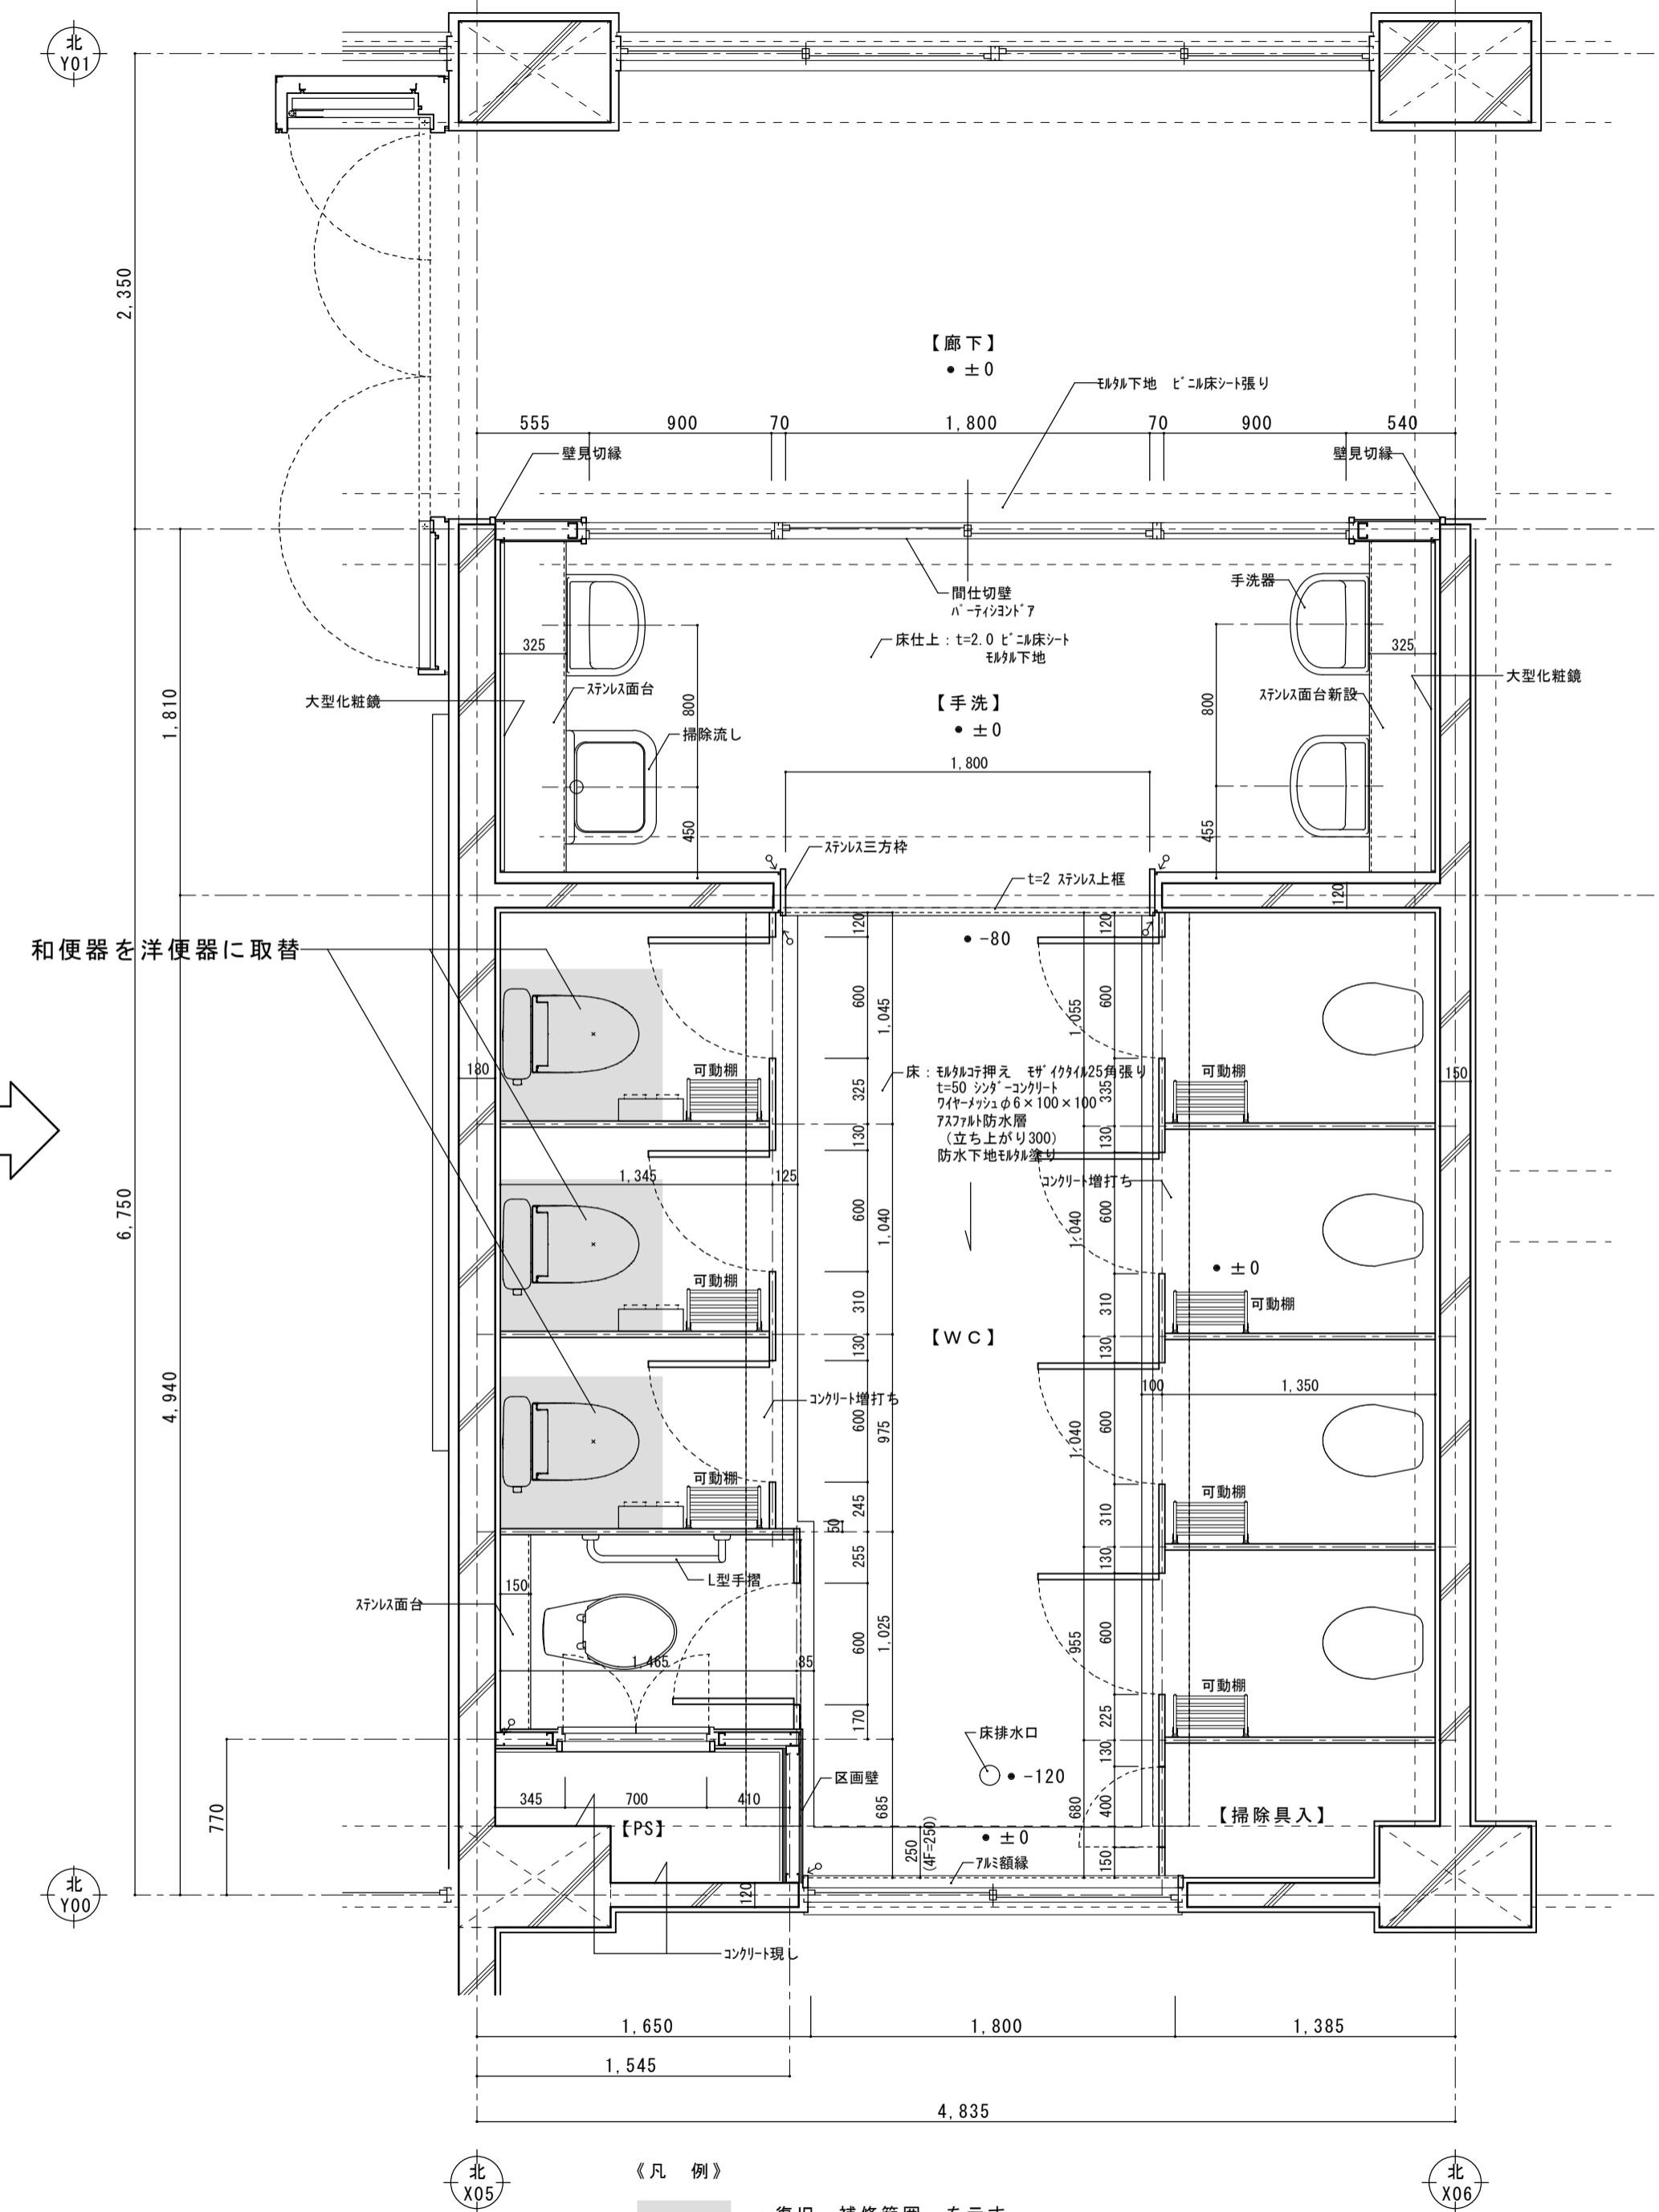 北
Y01
2,350
【廊下】
• ±0
ﾓﾙﾀﾙ下地　ﾋﾞﾆﾙ床ｼｰﾄ張り
555
900
70
1,800
70
900
540
壁見切縁
壁見切縁
間仕切壁
ﾊﾟｰﾃｨｼｮﾝﾄﾞｱ
手洗器
床仕上：t=2.0 ﾋﾞﾆﾙ床ｼｰﾄ
ﾓﾙﾀﾙ下地
325
325
大型化粧鏡
ｽﾃﾝﾚｽ面台
800
【手洗】
• ±0
800
ｽﾃﾝﾚｽ面台新設
大型化粧鏡
掃除流し
1,810
1,800
450
455
ｽﾃﾝﾚｽ三方枠
t=2 ｽﾃﾝﾚｽ上框
120
和便器を洋便器に取替
120
• -80
120
600
1,045
1,055
600
180
可動棚
床：ﾓﾙﾀﾙｺﾃ押え　ﾓｻﾞｲｸﾀｲﾙ25角張り
t=50 ｼﾝﾀﾞｰｺﾝｸﾘｰﾄ
ﾜｲﾔｰﾒｯｼｭφ6×100×100
ｱｽﾌｧﾙﾄ防水層
（立ち上がり300）
防水下地ﾓﾙﾀﾙ塗り
325
335
可動棚
150
130
130
1,345
125
ｺﾝｸﾘｰﾄ増打ち
6,750
600
1,040
1,040
600
• ±0
可動棚
310
310
可動棚
【ＷＣ】
130
130
4,940
100
1,350
ｺﾝｸﾘｰﾄ増打ち
600
975
1,040
600
可動棚
245
310
可動棚
50
255
130
L型手摺
150
ｽﾃﾝﾚｽ面台
600
1,025
955
600
1,465
85
可動棚
170
225
床排水口
130
• -120
区画壁
770
345
700
410
685
680
400
【掃除具入】
【PS】
• ±0
250
(4F=250)
150
ｱﾙﾐ額縁
北
Y00
120
ｺﾝｸﾘｰﾄ現し
1,650
1,800
1,385
1,545
4,835
北
X05
《凡　例》
北
X06